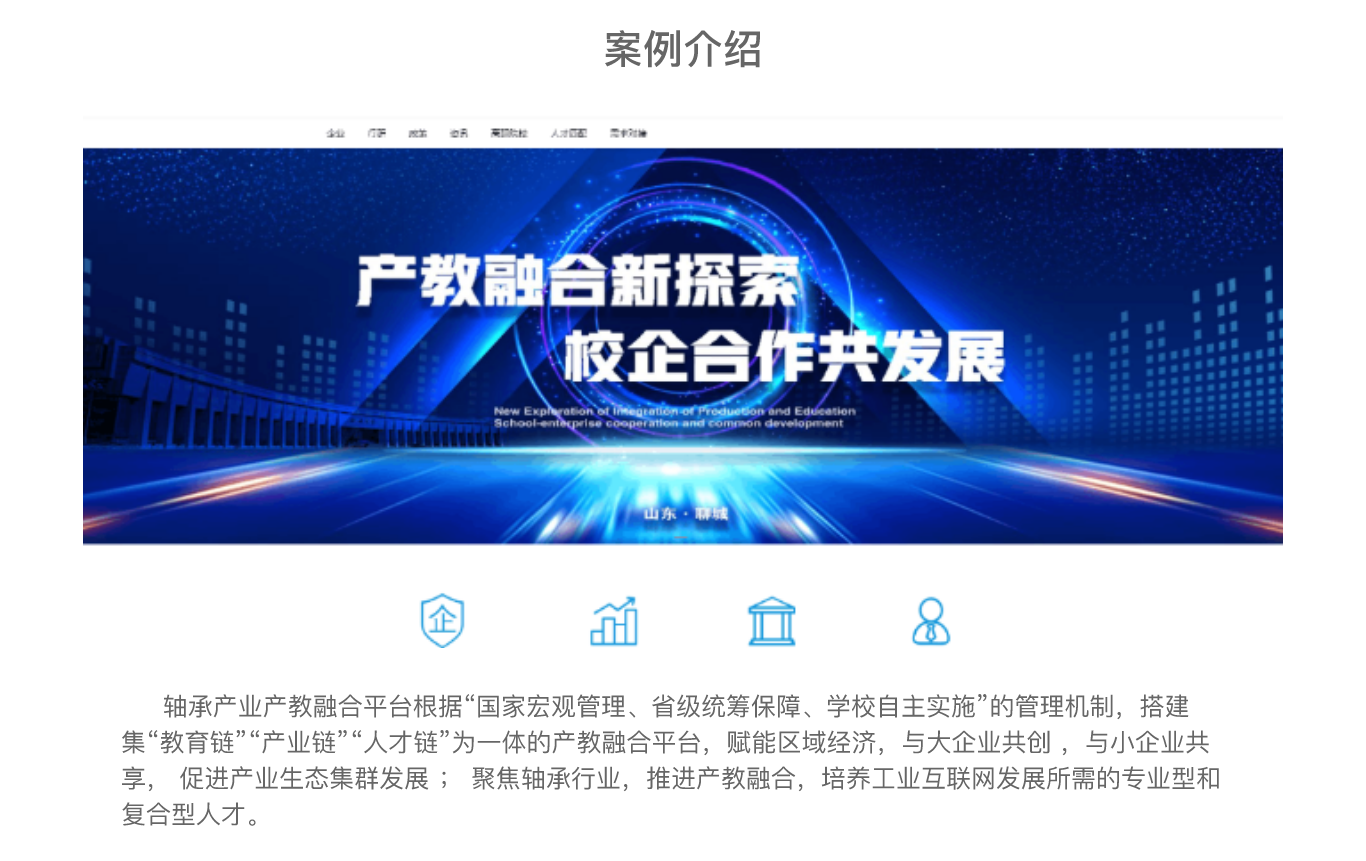 案例介绍
企业 行研 政策 资讯 高职院校 人才匹配 需求对接
产教融合新探索
校企合作共发展
New Exploration of Integration of Production and Education
School-enterprise cooperation and common development
山东·聊城
企
轴承产业产教融合平台根据“国家宏观管理、省级统筹保障、学校自主实施”的管理机制，搭建
集“教育链”“产业链”“人才链”为一体的产教融合平台，赋能区域经济，与大企业共创 ，与小企业共
享， 促进产业生态集群发展 ； 聚焦轴承行业，推进产教融合，培养工业互联网发展所需的专业型和
复合型人才。